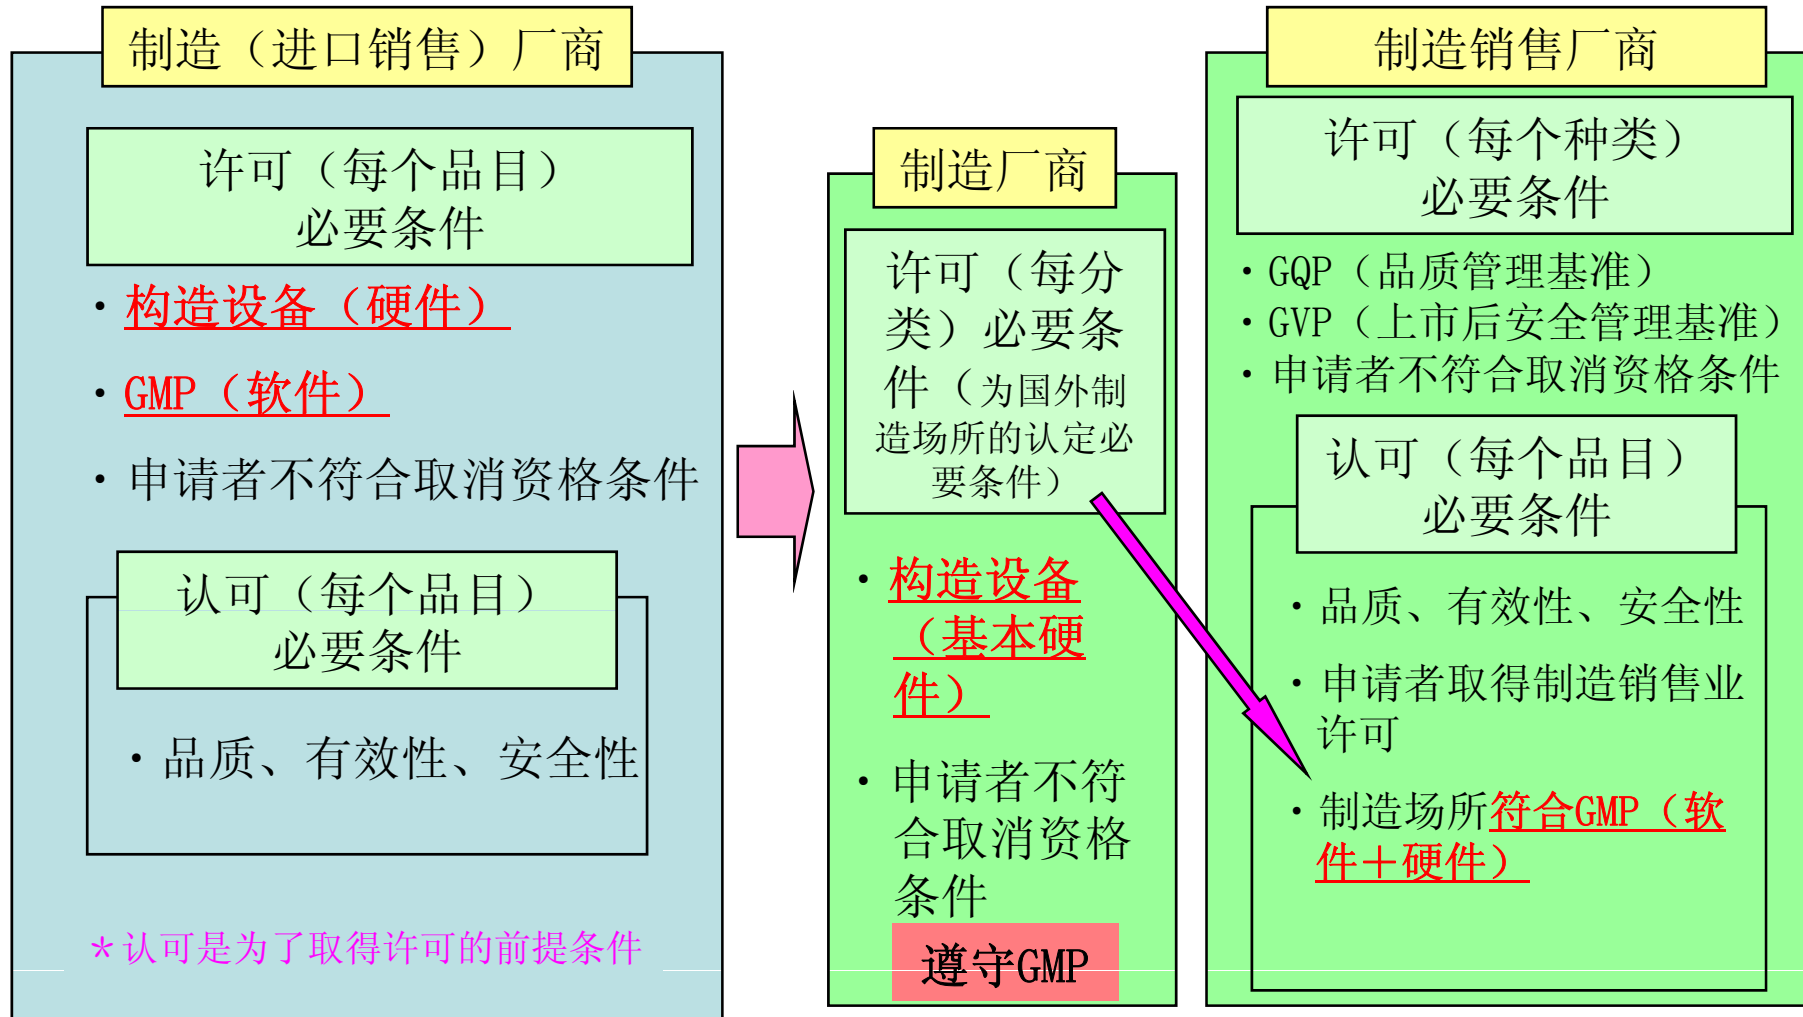 制造（进口销售）厂商
许可（每个品目）
必要条件
・构造设备（硬件）
・GMP（软件）
・申请者不符合取消资格条件
认可（每个品目）
必要条件
・品质、有效性、安全性
＊认可是为了取得许可的前提条件
制造厂商
许可（每分
类）必要条
件（为国外制
造场所的认定必
要条件）
・构造设备
（基本硬
件）
・申请者不符
合取消资格
条件
遵守GMP
制造销售厂商
许可（每个种类）
必要条件
・GQP（品质管理基准）
・GVP（上市后安全管理基准）
・申请者不符合取消资格条件
认可（每个品目）
必要条件
・品质、有效性、安全性
・申请者取得制造销售业
许可
・制造场所符合GMP（软
件＋硬件）